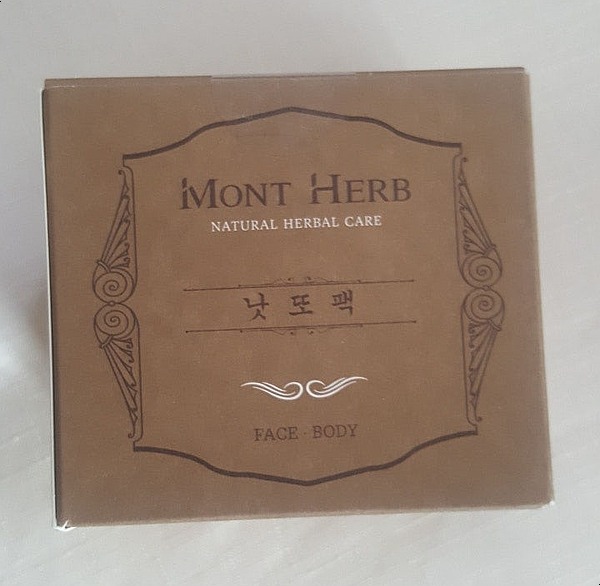 MONT HERB
NATURAL HERBAL CARE
낫또팩
FACE · BODY